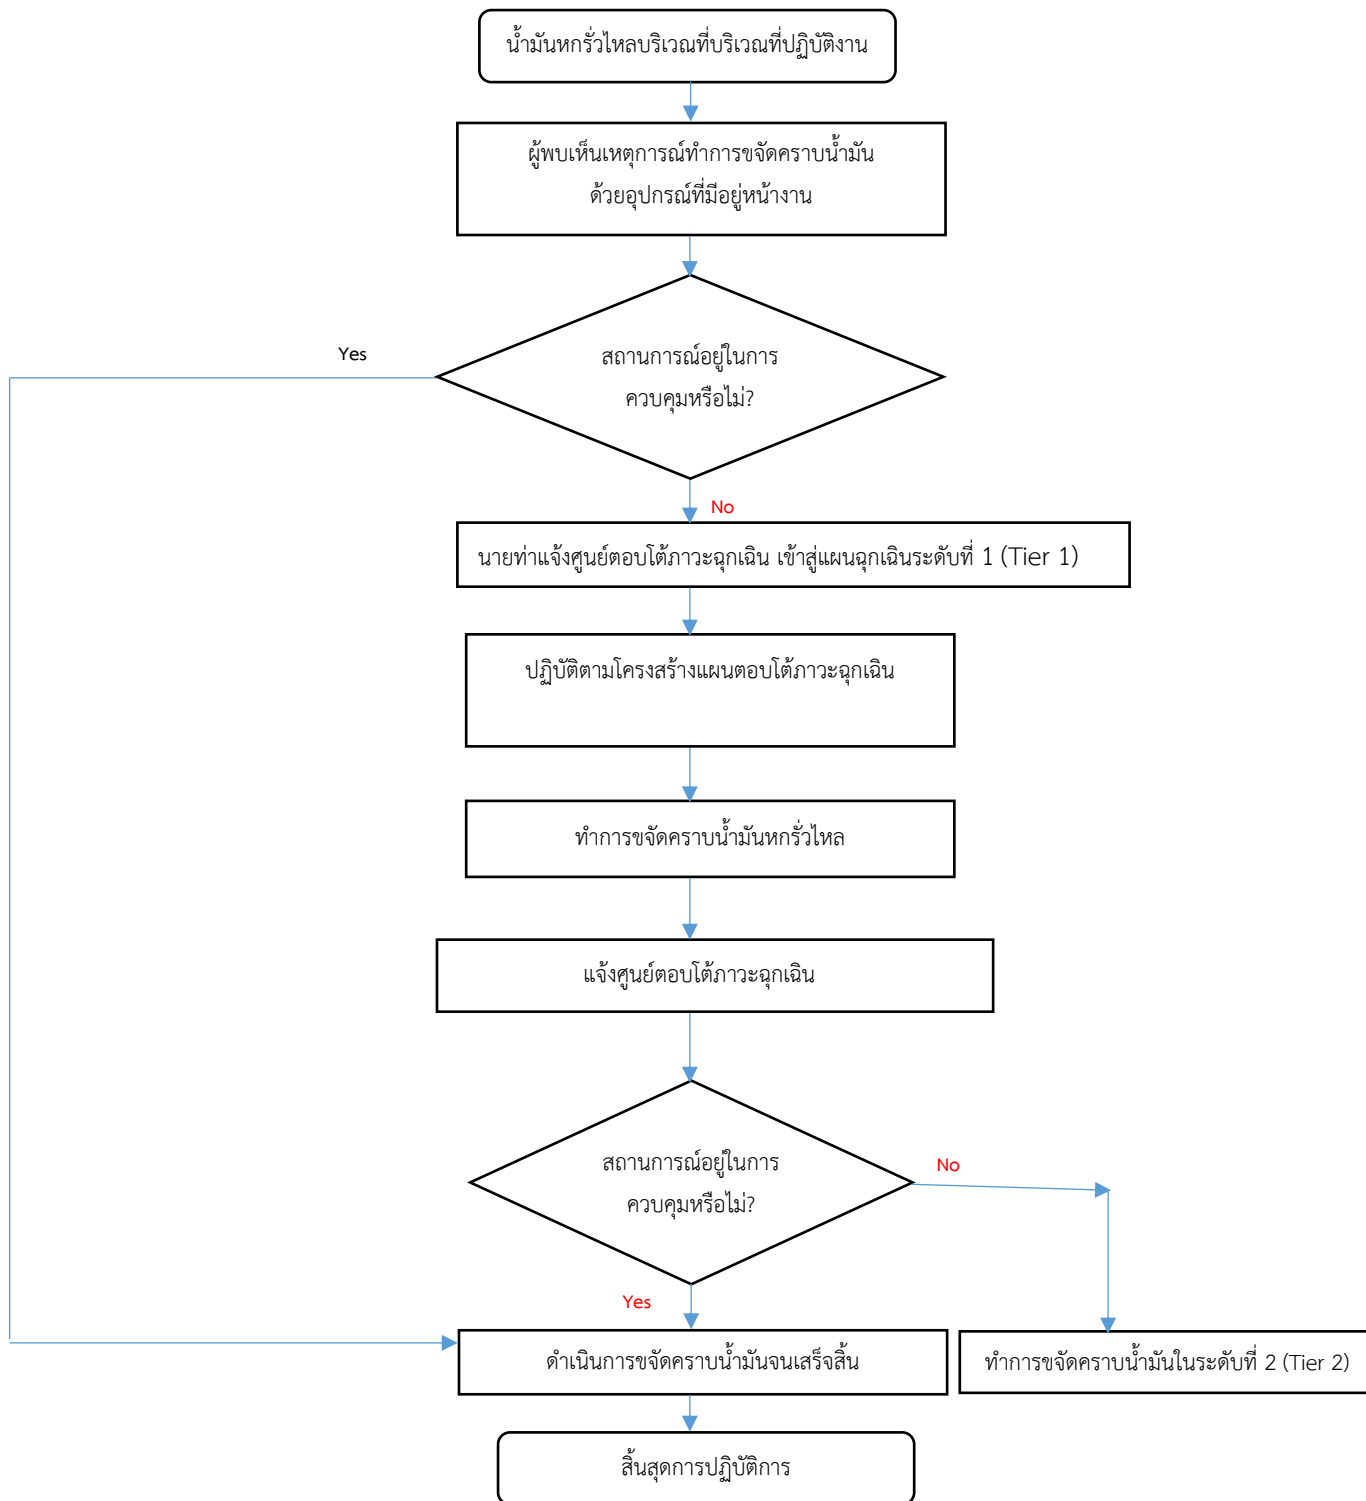 น้ำมันหกรั่วไหลบริเวณที่บริเวณที่ปฏิบัติงาน
ผู้พบเห็นเหตุการณ์ทำการขจัดคราบน้ำมัน
ด้วยอุปกรณ์ที่มีอยู่หน้างาน
Yes
สถานการณ์อยู่ในการ
ควบคุมหรือไม่?
No
นายท่าแจ้งศูนย์ตอบโต้ภาวะฉุกเฉิน เข้าสู่แผนฉุกเฉินระดับที่ 1 (Tier 1)
ปฏิบัติตามโครงสร้างแผนตอบโต้ภาวะฉุกเฉิน
ทำการขจัดคราบน้ำมันหกรั่วไหล
แจ้งศูนย์ตอบโต้ภาวะฉุกเฉิน
สถานการณ์อยู่ในการ
ควบคุมหรือไม่?
No
Yes
ดำเนินการขจัดคราบน้ำมันจนเสร็จสิ้น
ทำการขจัดคราบน้ำมันในระดับที่ 2 (Tier 2)
สิ้นสุดการปฏิบัติการ